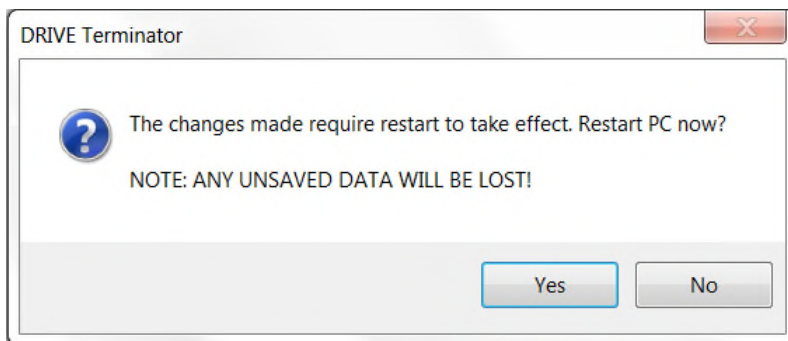 DRIVE Terminator
The changes made require restart to take effect. Restart PC now?
NOTE: ANY UNSAVED DATA WILL BE LOST!
Yes No